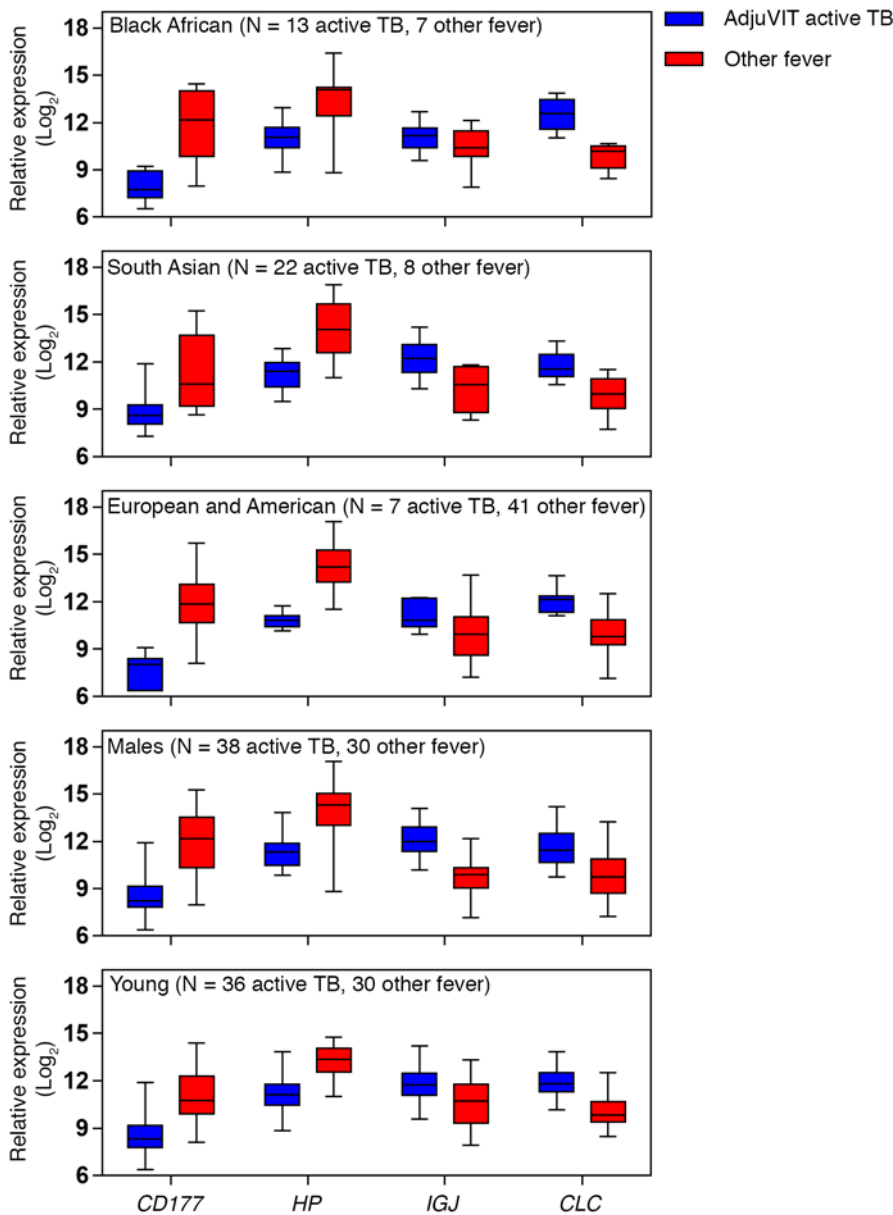 AdjuVIT active TB
Other fever
Black African (N = 13 active TB, 7 other fever)
Relative expression
(Log2)
18
15
12
9
6
South Asian (N = 22 active TB, 8 other fever)
Relative expression
(Log2)
18
15
12
9
6
European and American (N = 7 active TB, 41 other fever)
Relative expression
(Log2)
18
15
12
9
6
Males (N = 38 active TB, 30 other fever)
Relative expression
(Log2)
18
15
12
9
6
Young (N = 36 active TB, 30 other fever)
Relative expression
(Log2)
18
15
12
9
6
CD177 HP IGJ CLC